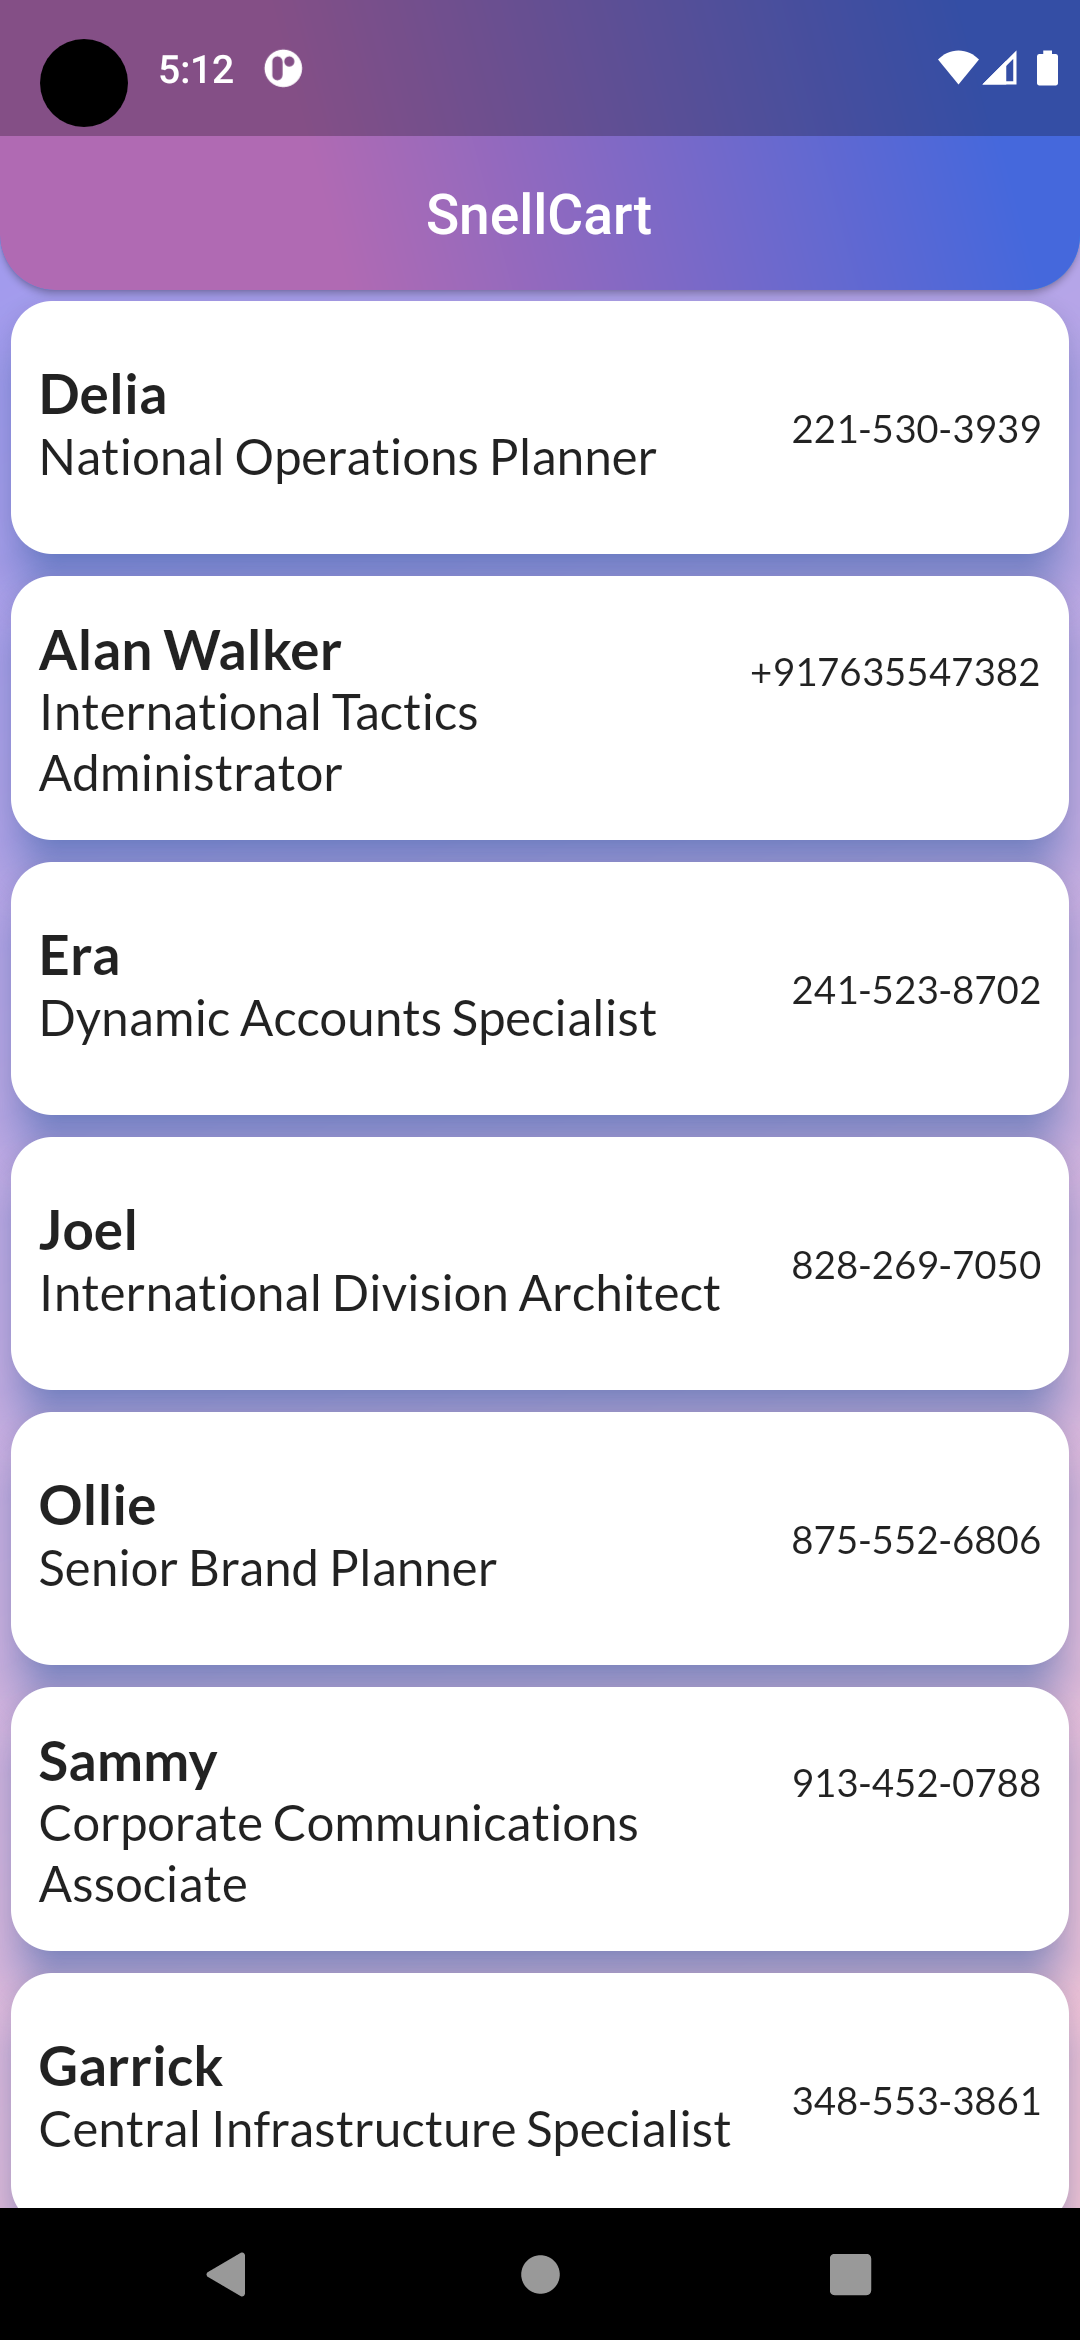 5:12
SnellCart
Delia
National Operations Planner
221-530-3939
Alan Walker
International Tactics
Administrator
+917635547382
Era
Dynamic Accounts Specialist
241-523-8702
Joel
International Division Architect
828-269-7050
Ollie
Senior Brand Planner
875-552-6806
Sammy
Corporate Communications
Associate
913-452-0788
Garrick
Central Infrastructure Specialist
348-553-3861